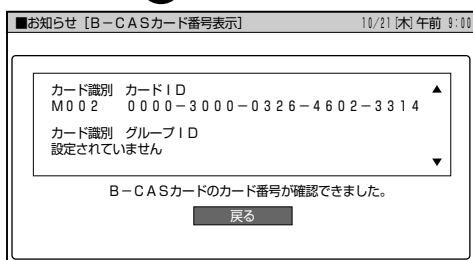 ■お知らせ [B－CASカード番号表示] 10/21[木]午前 9:00
カード識別 カードID ▲
M002 0000－3000－0326－4602－3314
カード識別 グループID
設定されていません
▼
B－CASカードのカード番号が確認できました。
戻る